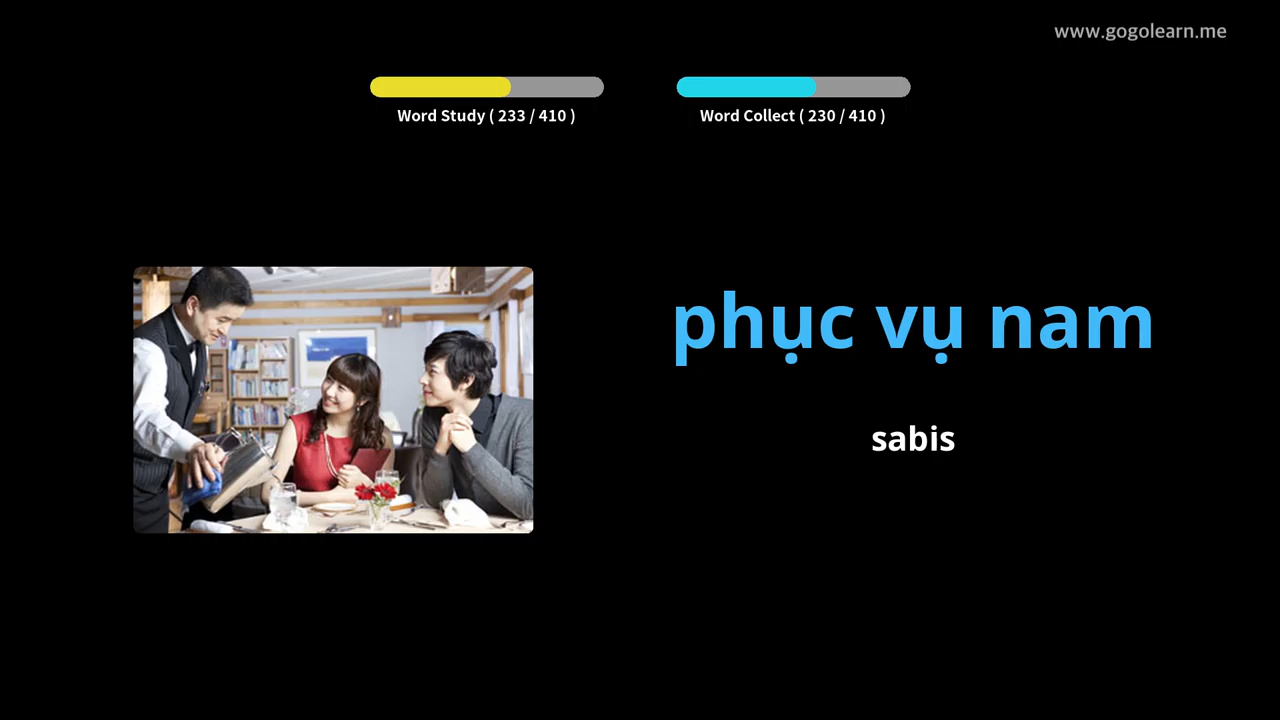 www.gogolearn.me
Word Study ( 233 / 410 )
Word Collect ( 230 / 410 )
phục vụ nam
sabis